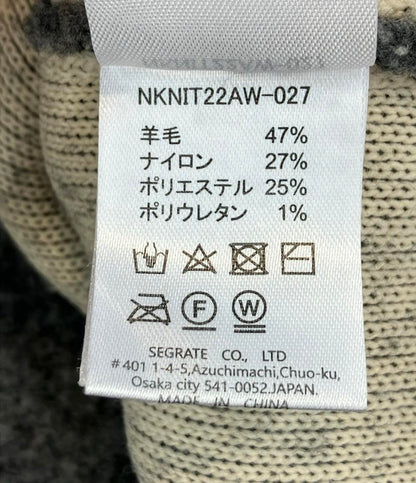 NKNIT22AW-021
NKNIT22AW-027
羊毛 47%
ナイロン 27%
ポリエステル 25%
ポリウレタン 1%
F W
SEGRATE CO., LTD
#401 1-4-5,Azuchimachi,Chuo-ku,
Osaka city 541-0052.JAPAN.
MADE IN CHINA